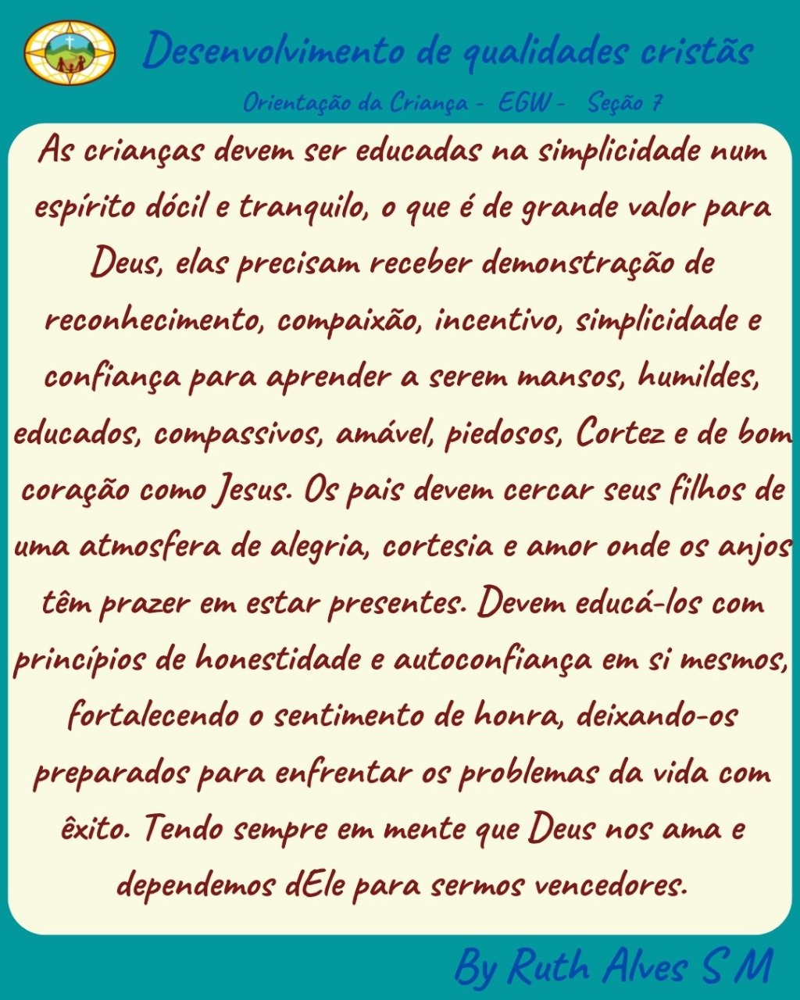 Desenvolvimento de qualidades cristãs
Orientação da Criança - EGW - Seção 7
As crianças devem ser educadas na simplicidade num
espírito dócil e tranquilo, o que é de grande valor para
Deus, elas precisam receber demonstração de
reconhecimento, compaixão, incentivo, simplicidade e
confiança para aprender a serem mansos, humildes,
educados, compassivos, amável, piedosos, Cortez e de bom
coração como Jesus. Os pais devem cercar seus filhos de
uma atmosfera de alegria, cortesia e amor onde os anjos
têm prazer em estar presentes. Devem educá-los com
princípios de honestidade e autoconfiança em si mesmos,
fortalecendo o sentimento de honra, deixando-os
preparados para enfrentar os problemas da vida com
êxito. Tendo sempre em mente que Deus nos ama e
dependemos dEle para sermos vencedores.
By Ruth Alves S M